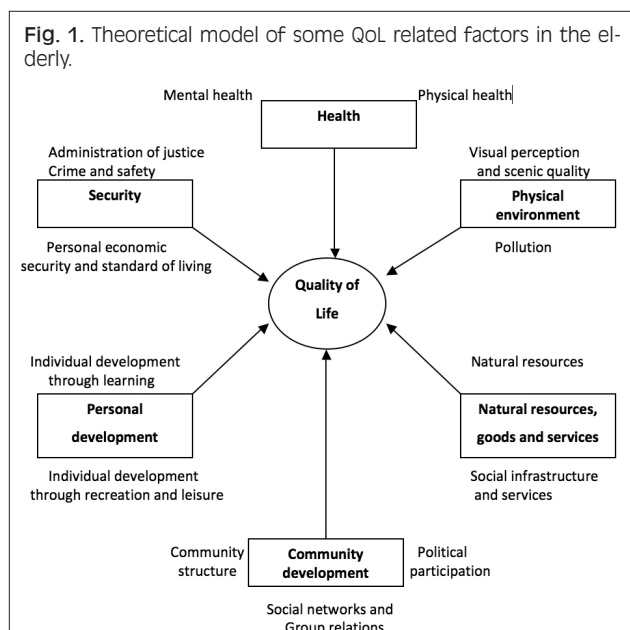 Fig. 1. Theoretical model of some QoL related factors in the el-
derly.
Mental health
Physical health
Health
Administration of justice
Crime and safety
Security
Personal economic
security and standard of living
Visual perception
and scenic quality
Physical
environment
Pollution
Quality of
Life
Individual development
through learning
Personal
development
Individual development
through recreation and leisure
Natural resources
Natural resources,
goods and services
Social infrastructure
and services
Community
structure
Community
development
Political
participation
Social networks and
Group relations